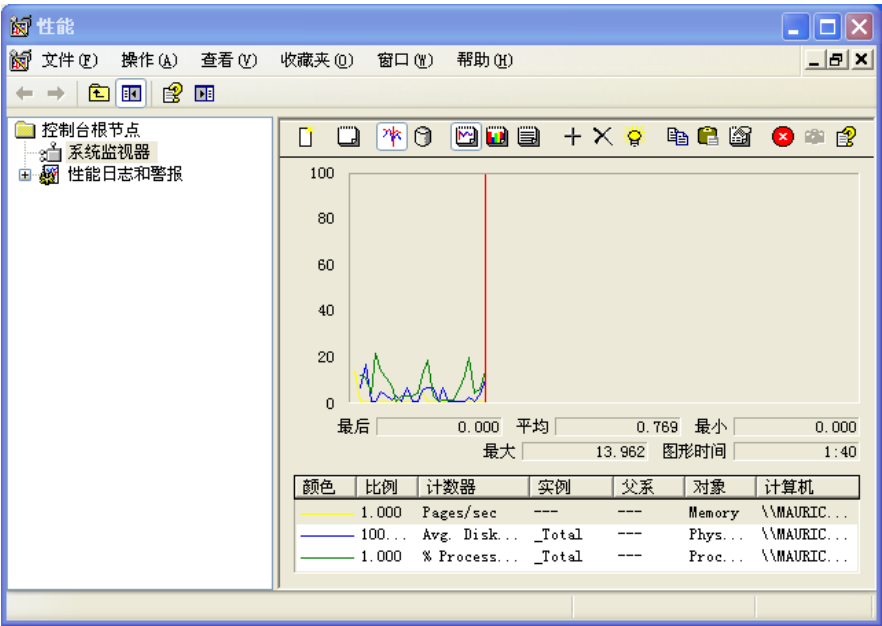 性能
文件(F) 操作(A) 查看(V) 收藏夹(O) 窗口(W) 帮助(H)
控制台根节点
系统监视器
性能日志和警报
100
80
60
40
20
0
最后 0.000 平均 0.769 最小 0.000
最大 13.962 图形时间 1:40
颜色 比例 计数器 实例 父系 对象 计算机
1.000 Pages/sec --- --- Memory \\MAURIC...
100... Avg. Disk... _Total --- Phys... \\MAURIC...
1.000 % Process... _Total --- Proc... \\MAURIC...